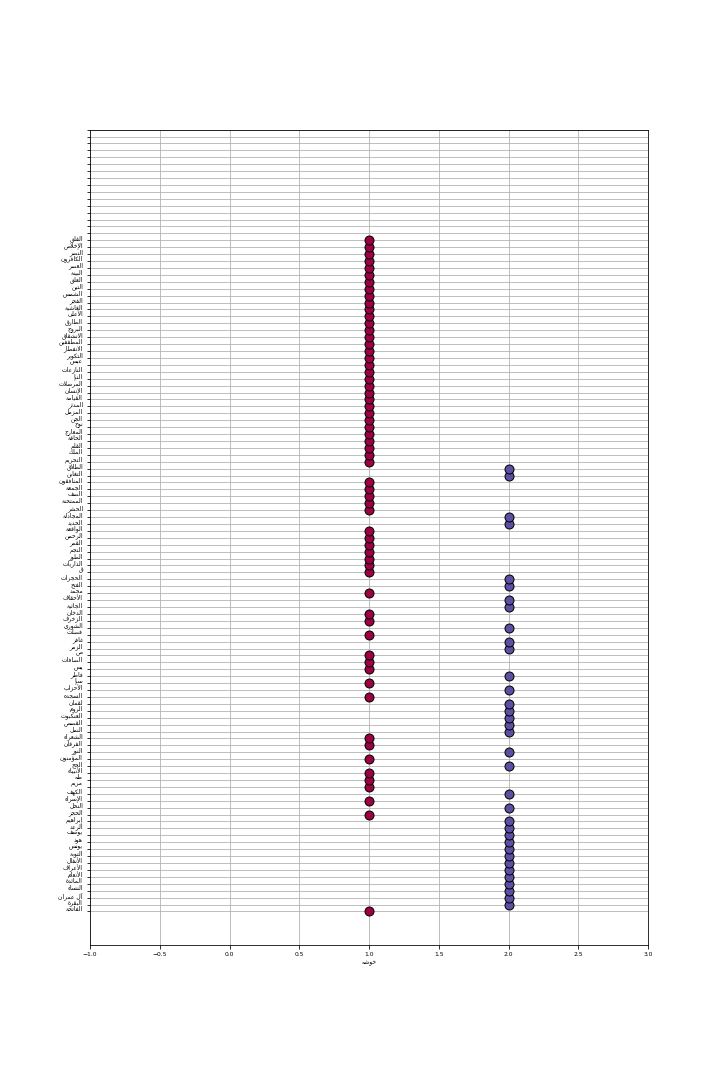 الفلق
الإخلاص
النصر
الكافرون
العصر
البينة
العلق
التين
الشمس
الفجر
الغاشية
الأعلى
الطارق
البروج
الانشقاق
المطففين
الانفطار
التكوير
عبس
النازعات
النبأ
المرسلات
الإنسان
القيامة
المدثر
المزمل
الجن
نوح
المعارج
الحاقة
القلم
الملك
التحريم
الطلاق
التغابن
المنافقون
الجمعة
الصف
الممتحنة
الحشر
المجادلة
الحديد
الواقعة
الرحمن
القمر
النجم
الطور
الذاريات
ق
الحجرات
الفتح
محمد
الأحقاف
الجاثية
الدخان
الزخرف
الشورى
فصلت
غافر
الزمر
ص
الصافات
يس
فاطر
سبأ
الأحزاب
السجدة
لقمان
الروم
العنكبوت
القصص
النمل
الشعراء
الفرقان
النور
المؤمنون
الحج
الأنبياء
طه
مريم
الكهف
الإسراء
النحل
الحجر
إبراهيم
الرعد
يوسف
هود
يونس
التوبة
الأنفال
الأعراف
الأنعام
المائدة
النساء
آل عمران
البقرة
الفاتحة
−1.0 −0.5 0.0 0.5 1.0 1.5 2.0 2.5 3.0
خوشه